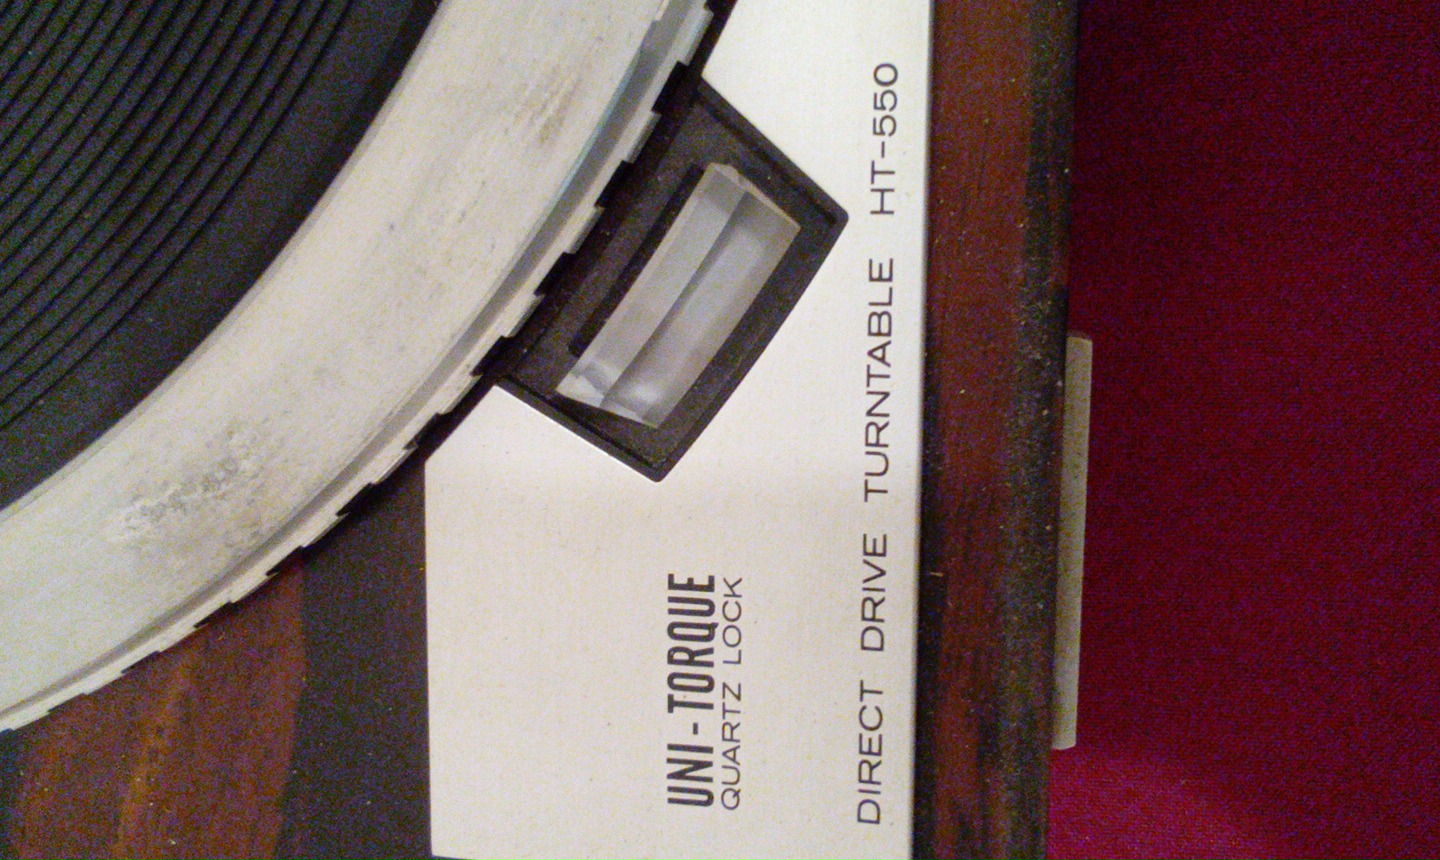 UNI-TORQUE
QUARTZ LOCK
DIRECT DRIVE TURNTABLE HT-550